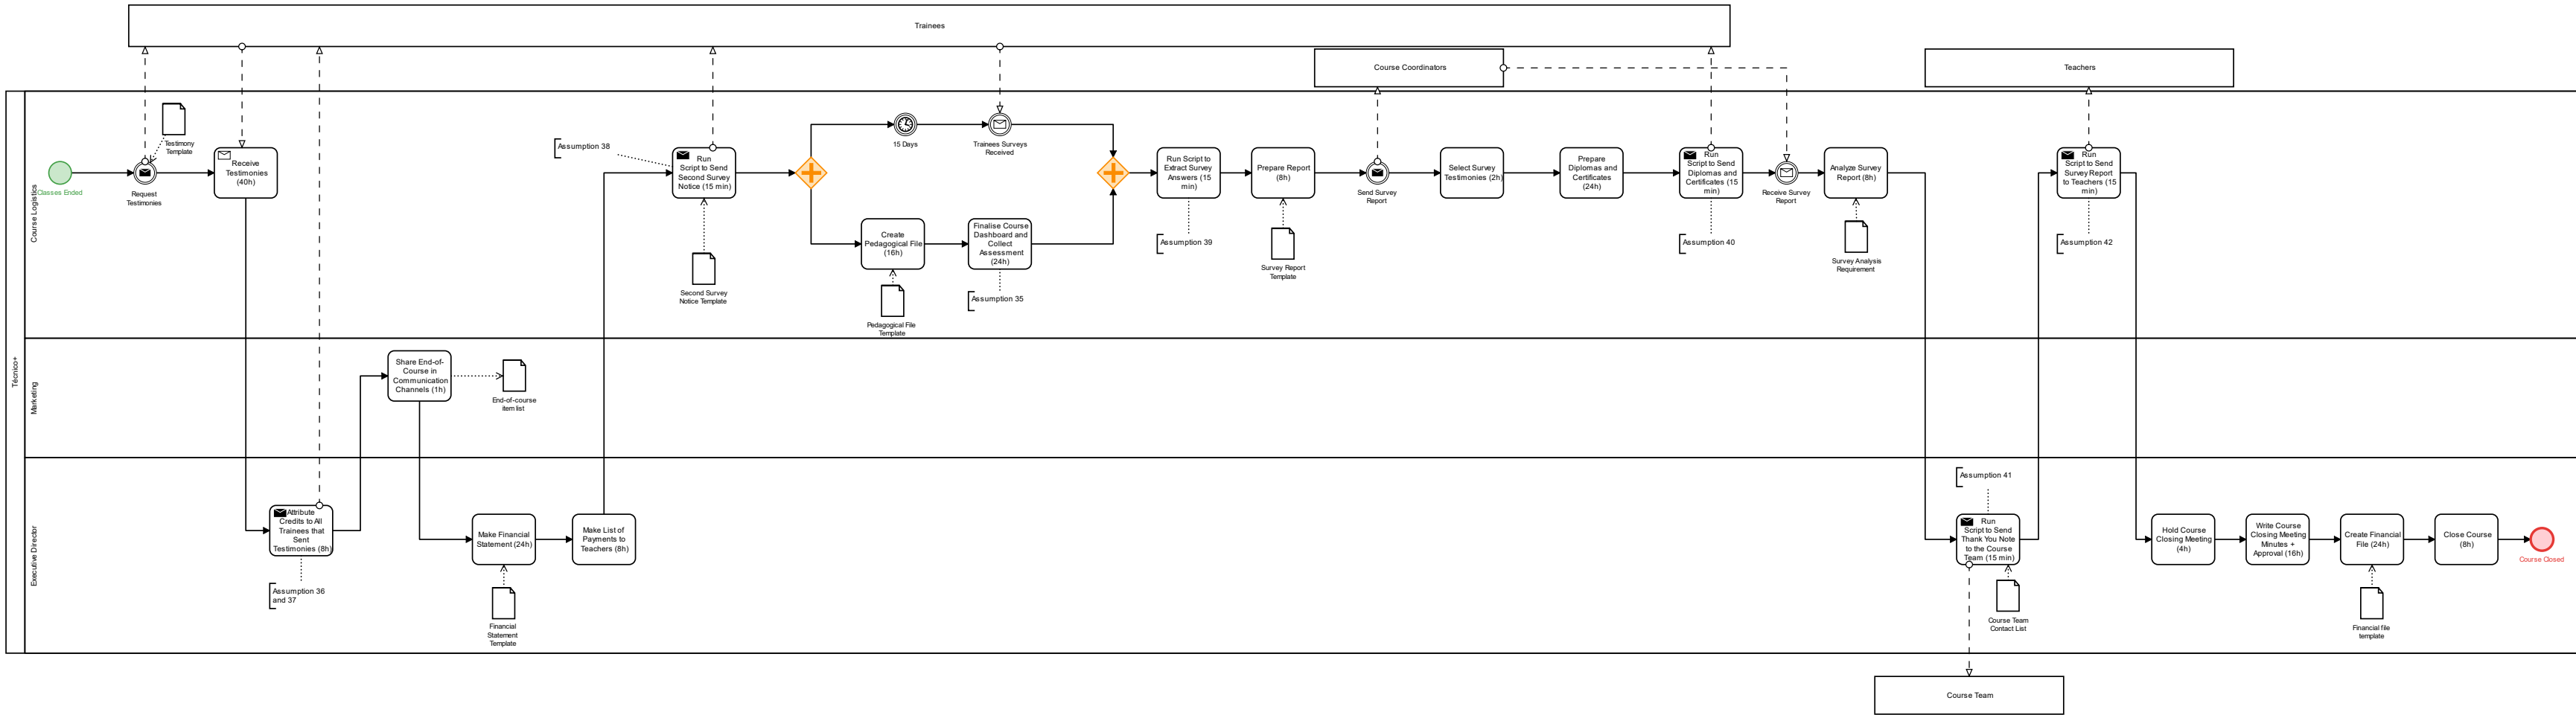 Trainees
Course Coordinators
Teachers
Técnico+
Course Logistics
Classes Ended
Request
Testimonies
Testimony
Template
Receive
Testimonies
(40h)
Assumption 38
Run
Script to Send
Second Survey
Notice (15 min)
Second Survey
Notice Template
15 Days
Trainees Surveys
Received
Create
Pedagogical File
(16h)
Pedagogical File
Template
Finalise Course
Dashboard and
Collect
Assessment
(24h)
Assumption 35
Run Script to
Extract Survey
Answers (15
min)
Assumption 39
Prepare Report
(8h)
Survey Report
Template
Send Survey
Report
Select Survey
Testimonies (2h)
Prepare
Diplomas and
Certificates
(24h)
Run
Script to Send
Diplomas and
Certificates (15
min)
Assumption 40
Receive Survey
Report
Analyze Survey
Report (8h)
Survey Analysis
Requirement
Run
Script to Send
Survey Report
to Teachers (15
min)
Assumption 42
Marketing
Share End-of-
Course in
Communication
Channels (1h)
End-of-course
item list
Executive Director
Attribute
Credits to All
Trainees that
Sent
Testimonies (8h)
Assumption 36
and 37
Make Financial
Statement (24h)
Financial
Statement
Template
Make List of
Payments to
Teachers (8h)
Assumption 41
Run
Script to Send
Thank You Note
to the Course
Team (15 min)
Course Team
Contact List
Hold Course
Closing Meeting
(4h)
Write Course
Closing Meeting
Minutes +
Approval (16h)
Create Financial
File (24h)
Financial file
template
Close Course
(8h)
Course Closed
Course Team